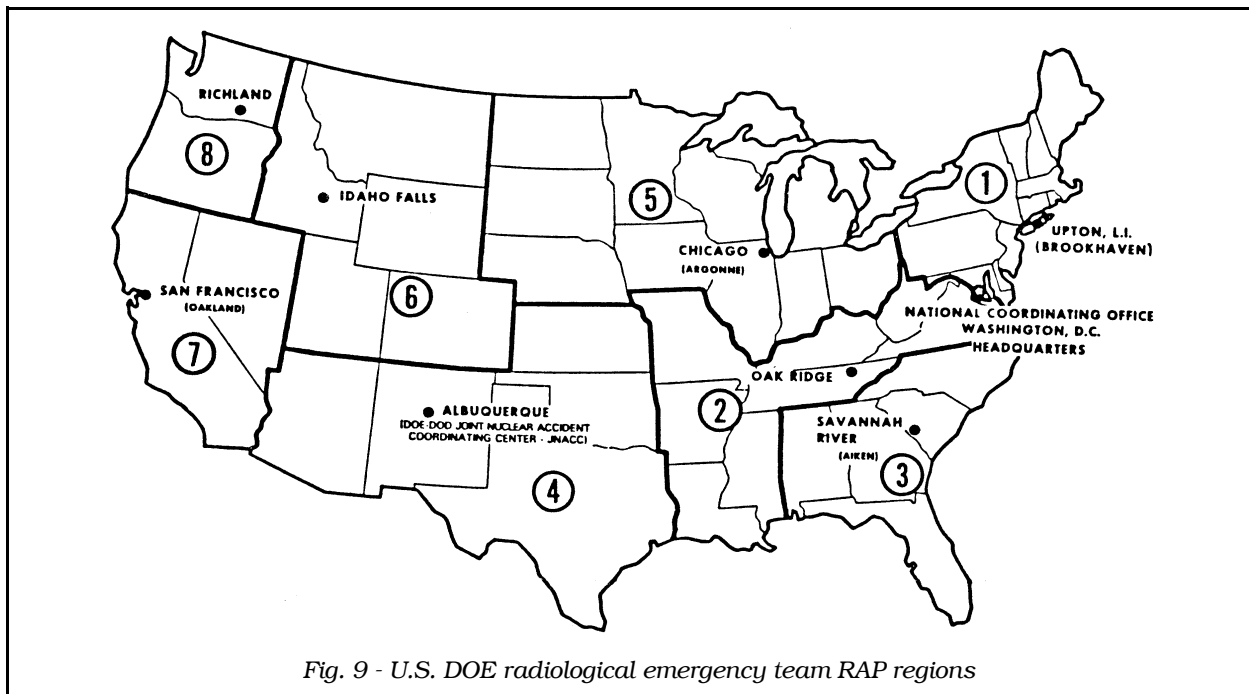 RICHLAND
8
IDAHO FALLS
5
1
UPTON, L.I.
(BROOKHAVEN)
CHICAGO
(ARGONNE)
SAN FRANCISCO
(OAKLAND)
6
NATIONAL COORDINATING OFFICE
WASHINGTON, D.C.
HEADQUARTERS
7
OAK RIDGE
2
ALBUQUERQUE
(DOE-DOD JOINT NUCLEAR ACCIDENT
COORDINATING CENTER - JNACC)
SAVANNAH
RIVER
(AIKEN)
3
4
Fig. 9 - U.S. DOE radiological emergency team RAP regions